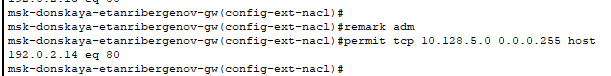 msk-donskaya-etanribergenov-gw(config-ext-nacl)#
msk-donskaya-etanribergenov-gw(config-ext-nacl)#remark adm
msk-donskaya-etanribergenov-gw(config-ext-nacl)#permit tcp 10.128.5.0 0.0.0.255 host
192.0.2.14 eq 80
msk-donskaya-etanribergenov-gw(config-ext-nacl)#